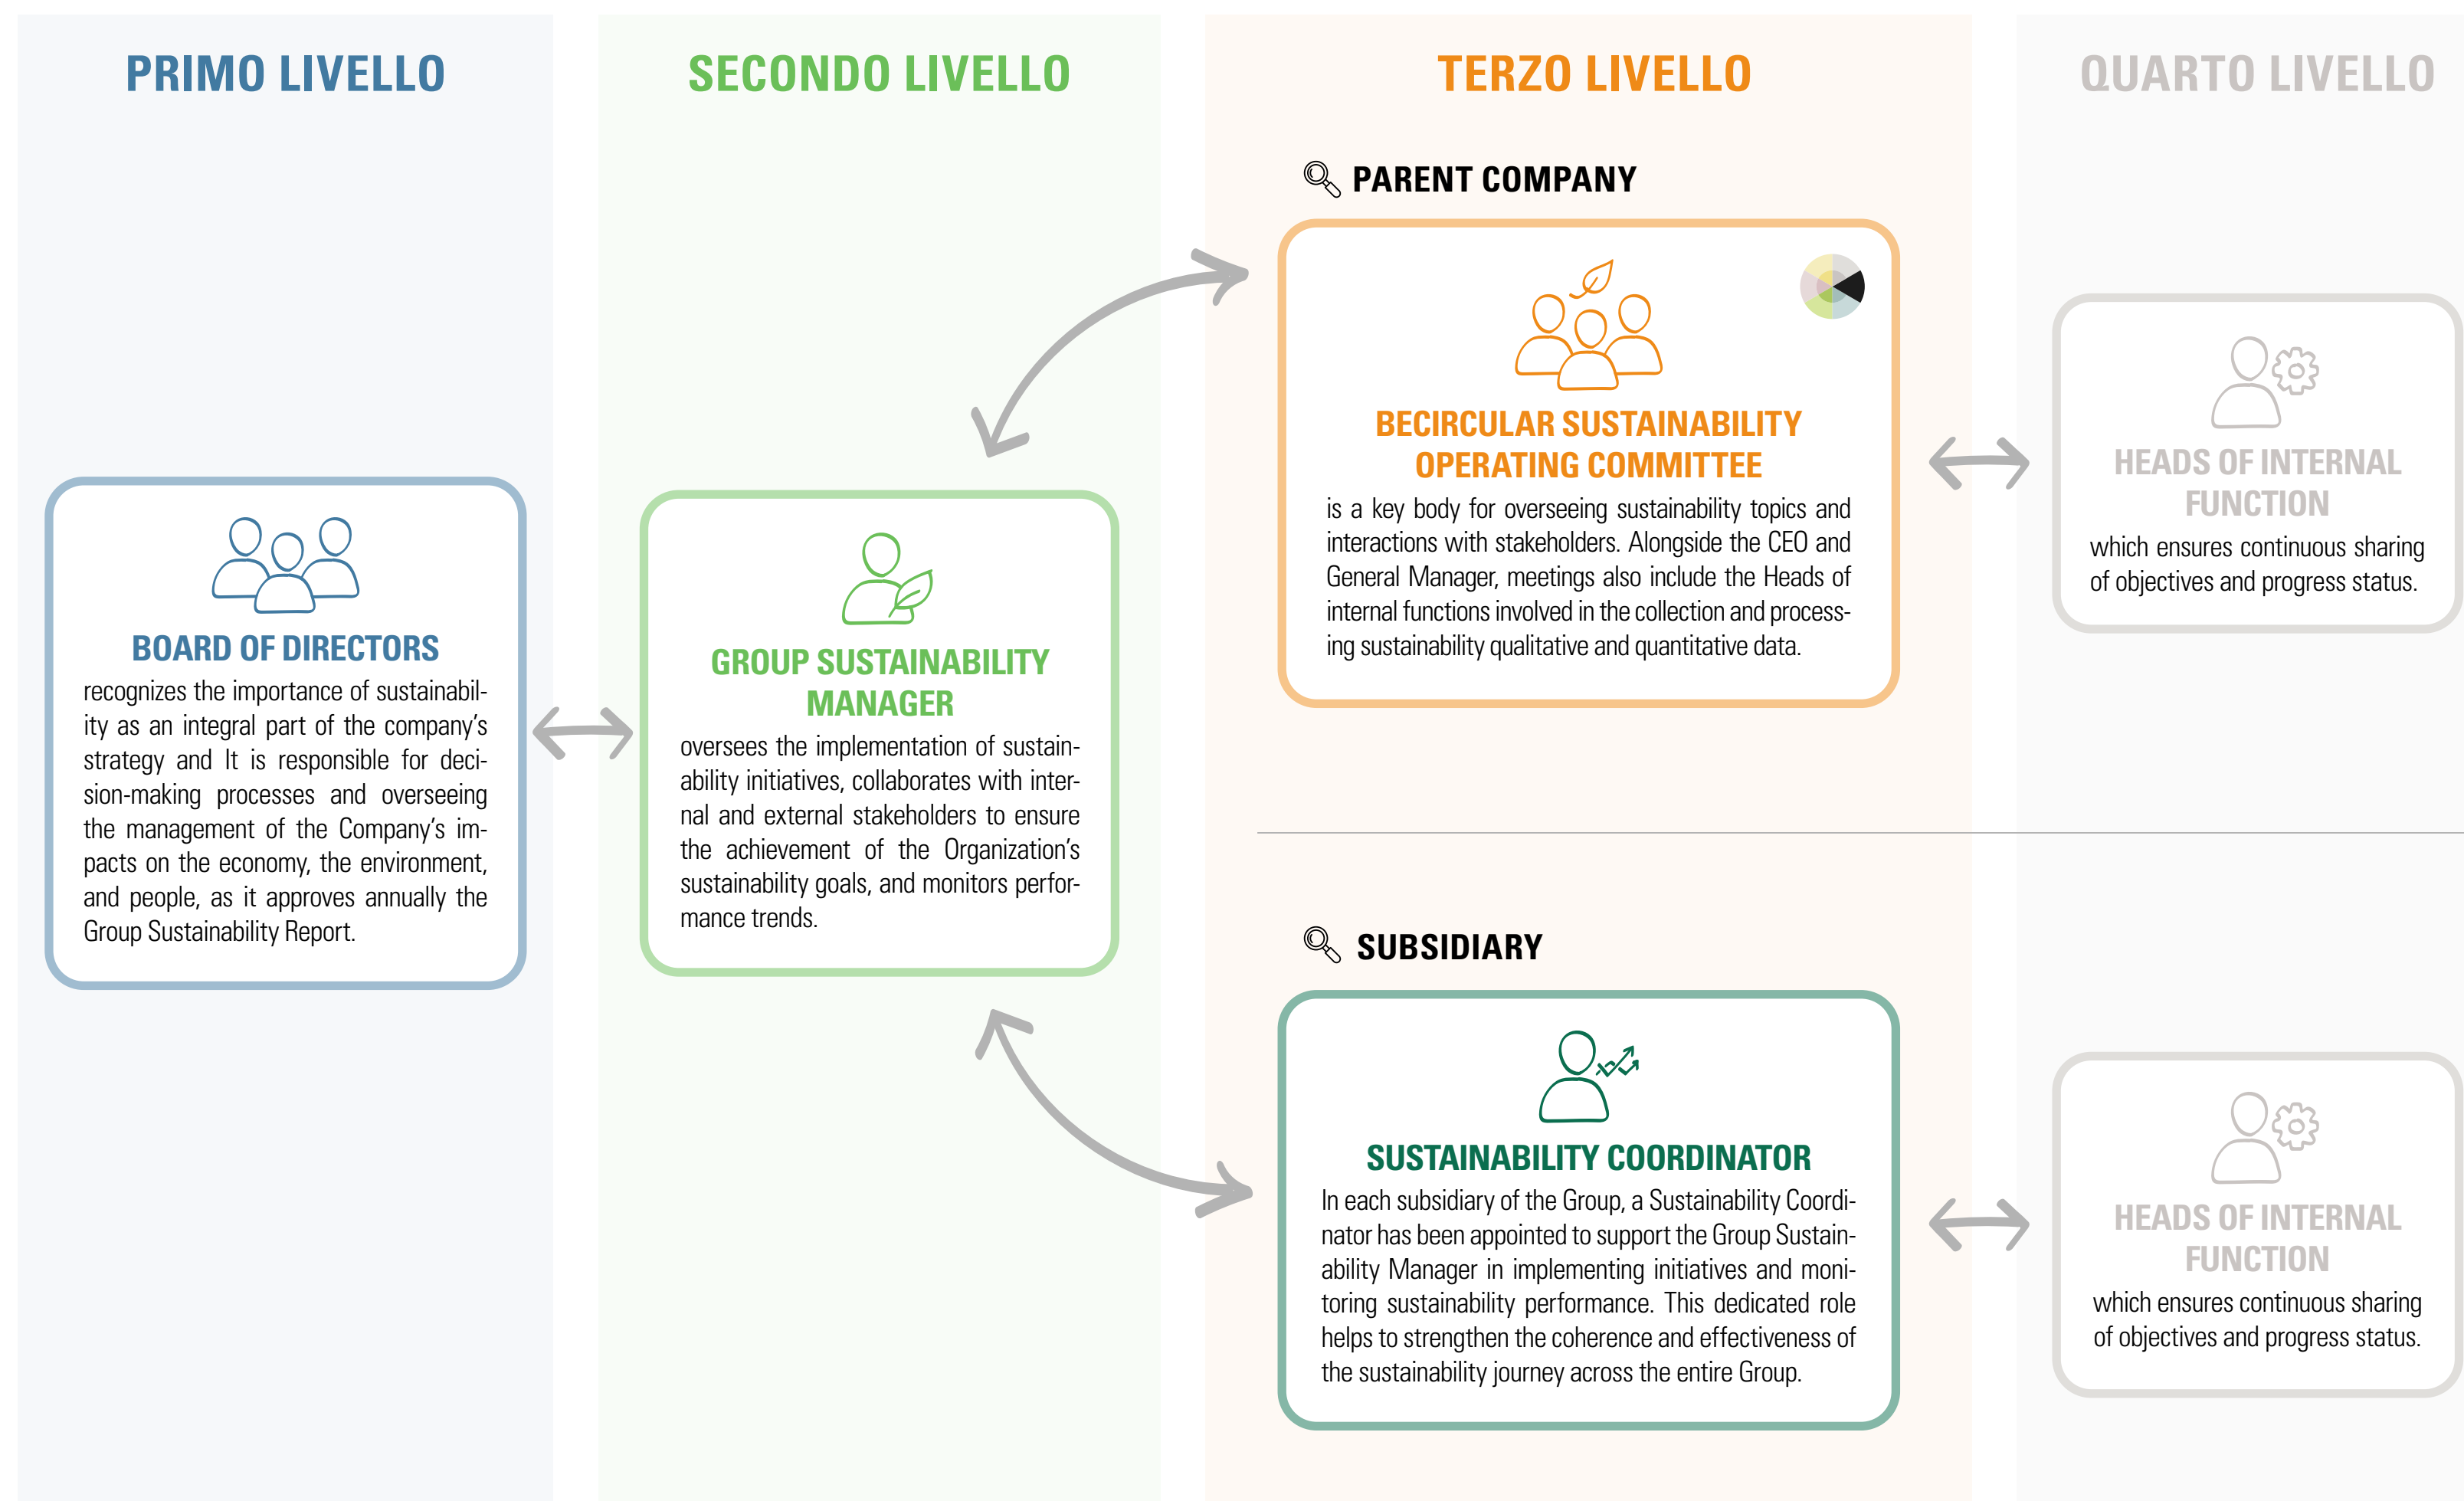 PRIMO LIVELLO
BOARD OF DIRECTORS
recognizes the importance of sustainabil-
ity as an integral part of the company's
strategy and It is responsible for deci-
sion-making processes and overseeing
the management of the Company's im-
pacts on the economy, the environment,
and people, as it approves annually the
Group Sustainability Report.
SECONDO LIVELLO
GROUP SUSTAINABILITY
MANAGER
oversees the implementation of sustain-
ability initiatives, collaborates with inter-
nal and external stakeholders to ensure
the achievement of the Organization's
sustainability goals, and monitors perfor-
mance trends.
TERZO LIVELLO
PARENT COMPANY
BECIRCULAR SUSTAINABILITY
OPERATING COMMITTEE
is a key body for overseeing sustainability topics and
interactions with stakeholders. Alongside the CEO and
General Manager, meetings also include the Heads of
internal functions involved in the collection and process-
ing sustainability qualitative and quantitative data.
SUBSIDIARY
SUSTAINABILITY COORDINATOR
In each subsidiary of the Group, a Sustainability Coordi-
nator has been appointed to support the Group Sustain-
ability Manager in implementing initiatives and moni-
toring sustainability performance. This dedicated role
helps to strengthen the coherence and effectiveness of
the sustainability journey across the entire Group.
QUARTO LIVELLO
HEADS OF INTERNAL
FUNCTION
which ensures continuous sharing
of objectives and progress status.
HEADS OF INTERNAL
FUNCTION
which ensures continuous sharing
of objectives and progress status.